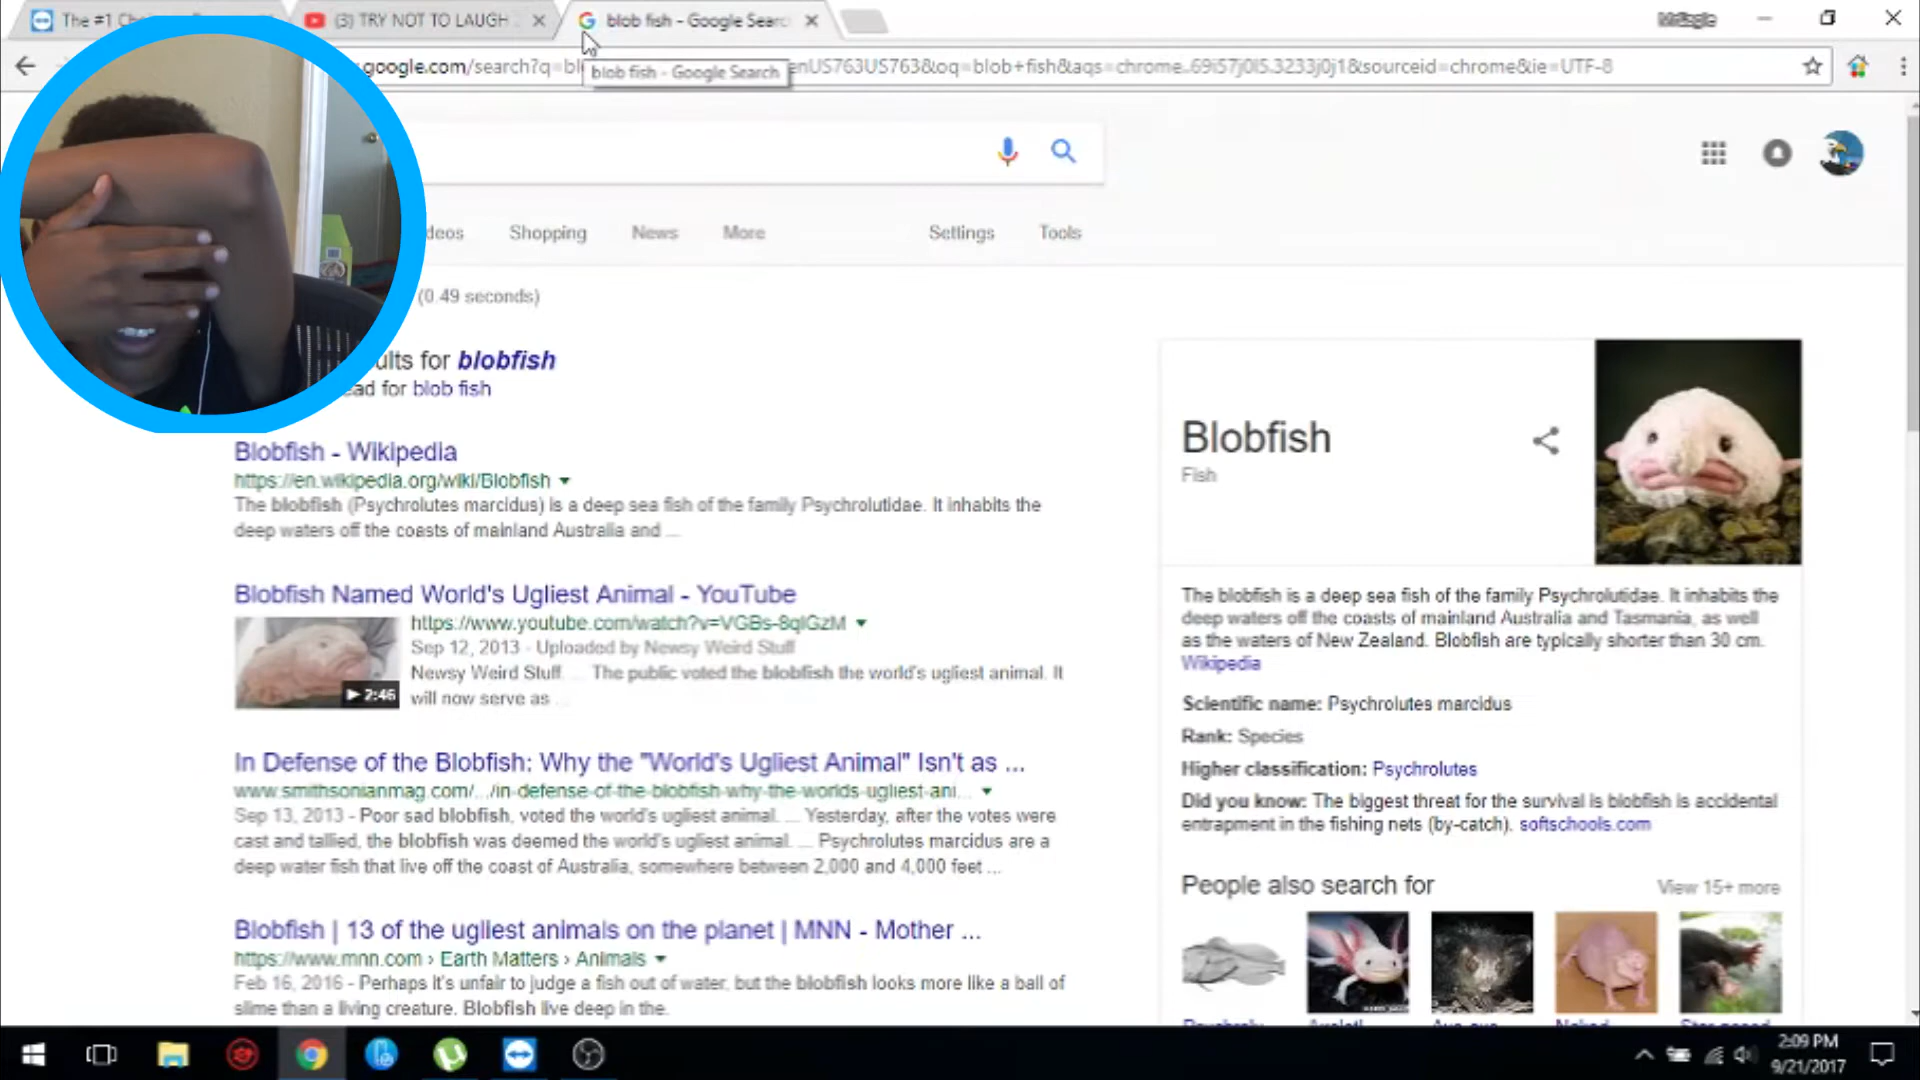 The #1 Ch
(3) TRY NOT TO LAUGH
blob fish - Google Searc
google.com/search?q=bl
enUS763US763&oq=blob+fish&aqs=chrome..69i57j0l5.3233j0j1&sourceid=chrome&ie=UTF-8
blob fish - Google Search
deos
Shopping
News
More
Settings
Tools
(0.49 seconds)
ults for blobfish
ead for blob fish
Blobfish - Wikipedia
https://en.wikipedia.org/wiki/Blobfish
The blobfish (Psychrolutes marcidus) is a deep sea fish of the family Psychrolutidae. It inhabits the
deep waters off the coasts of mainland Australia and ...
Blobfish Named World's Ugliest Animal - YouTube
https://www.youtube.com/watch?v=VGBs-8qlGzM
Sep 12, 2013 - Uploaded by Newsy Weird Stuff
Newsy Weird Stuff. ... The public voted the blobfish the world's ugliest animal. It
will now serve as ...
2:46
In Defense of the Blobfish: Why the "World's Ugliest Animal" Isn't as ...
www.smithsonianmag.com/.../in-defense-of-the-blobfish-why-the-worlds-ugliest-ani...
Sep 13, 2013 - Poor sad blobfish, voted the world's ugliest animal. ... Yesterday, after the votes were
cast and tallied, the blobfish was deemed the world's ugliest animal. ... Psychrolutes marcidus are a
deep water fish that live off the coast of Australia, somewhere between 2,000 and 4,000 feet ...
Blobfish | 13 of the ugliest animals on the planet | MNN - Mother ...
https://www.mnn.com › Earth Matters › Animals
Feb 16, 2016 - Perhaps it's unfair to judge a fish out of water, but the blobfish looks more like a ball of
slime than a living creature. Blobfish live deep in the.
Blobfish
Fish
The blobfish is a deep sea fish of the family Psychrolutidae. It inhabits the
deep waters off the coasts of mainland Australia and Tasmania, as well
as the waters of New Zealand. Blobfish are typically shorter than 30 cm.
Wikipedia
Scientific name: Psychrolutes marcidus
Rank: Species
Higher classification: Psychrolutes
Did you know: The biggest threat for the survival is blobfish is accidental
entrapment in the fishing nets (by-catch). softschools.com
People also search for
View 15+ more
2:09 PM
9/21/2017